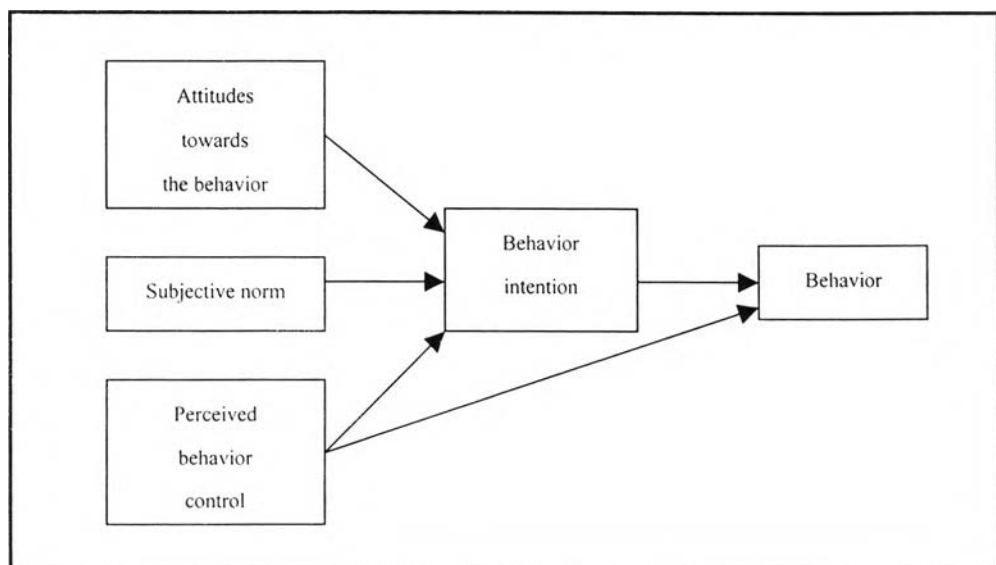 Attitudes
towards
the behavior
Subjective norm
Perceived
behavior
control
Behavior
intention
Behavior